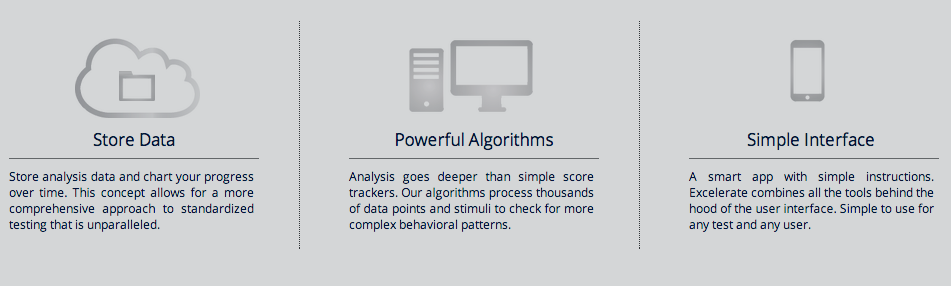 Store Data
Store analysis data and chart your progress
over time. This concept allows for a more
comprehensive approach to standardized
testing that is unparalleled.
Powerful Algorithms
Analysis goes deeper than simple score
trackers. Our algorithms process thousands
of data points and stimuli to check for more
complex behavioral patterns.
Simple Interface
A smart app with simple instructions.
Excelerate combines all the tools behind the
hood of the user interface. Simple to use for
any test and any user.